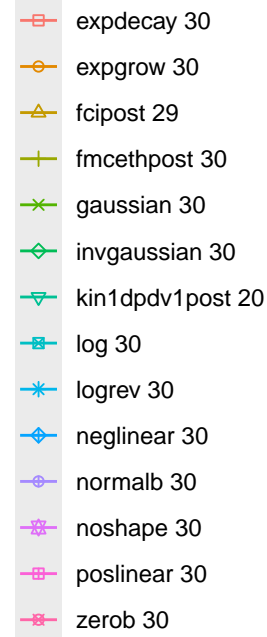 expdecay 30
expgrow 30
fcipost 29
fmcethpost 30
gaussian 30
invgaussian 30
kin1dpdv1post 20
log 30
logrev 30
neglinear 30
normalb 30
noshape 30
poslinear 30
zerob 30